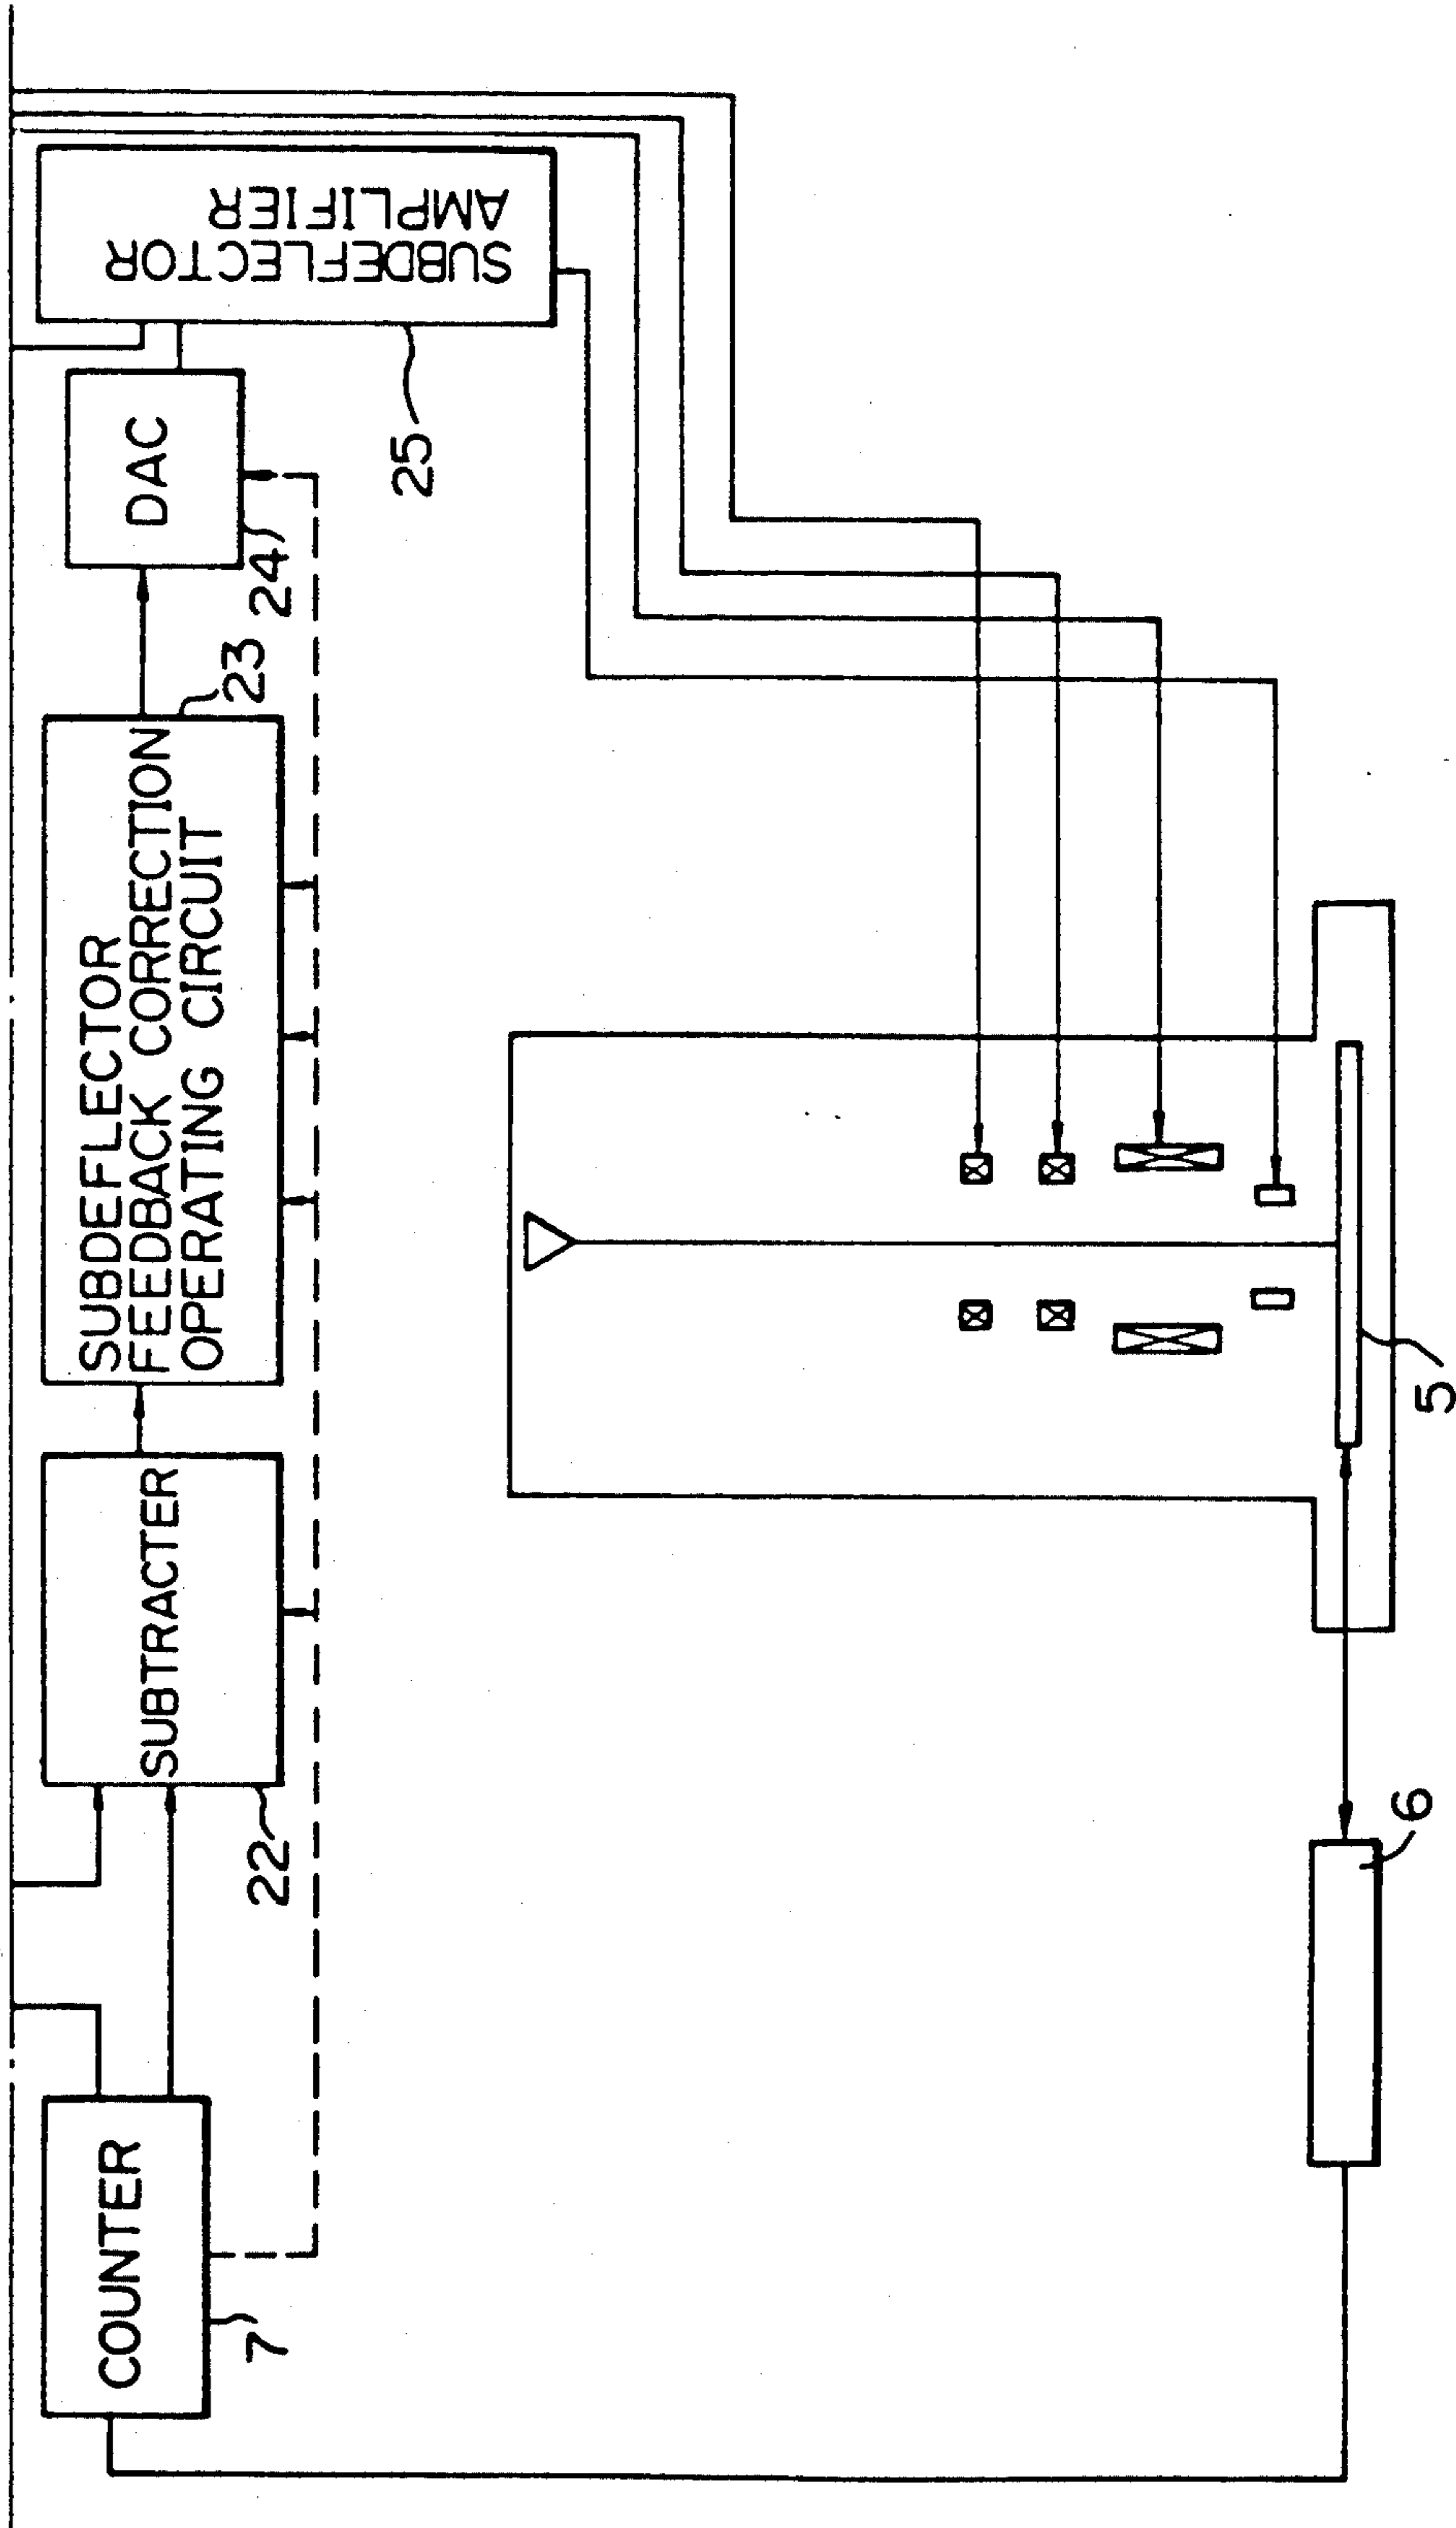 COUNTER
7
SUBTRACTER
22
SUBDEFLECTOR
FEEDBACK CORRECTION
OPERATING CIRCUIT
23
DAC
24
SUBDEFLECTOR
AMPLIFIER
25
6
5